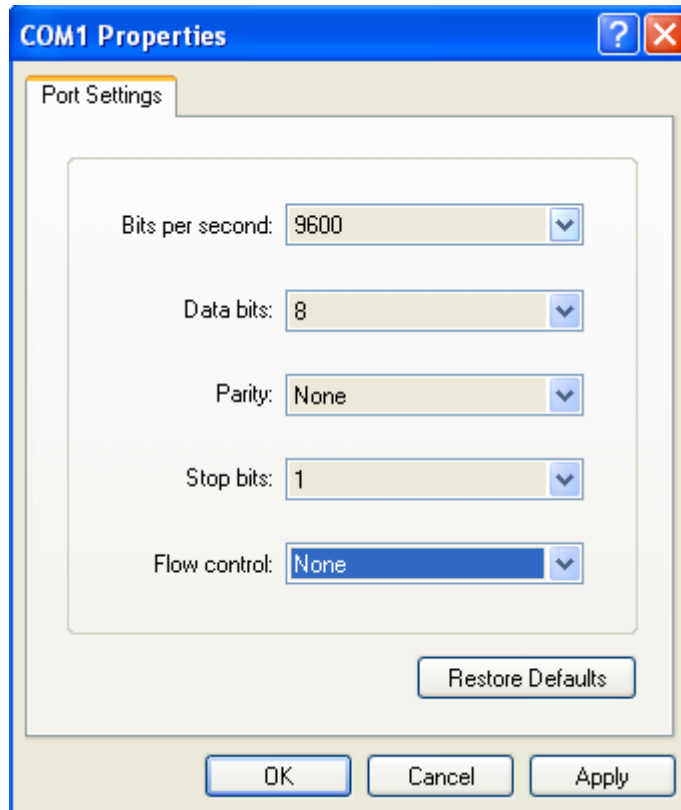 COM1 Properties
Port Settings
Bits per second: 9600
Data bits: 8
Parity: None
Stop bits: 1
Flow control: None
Restore Defaults
OK Cancel Apply